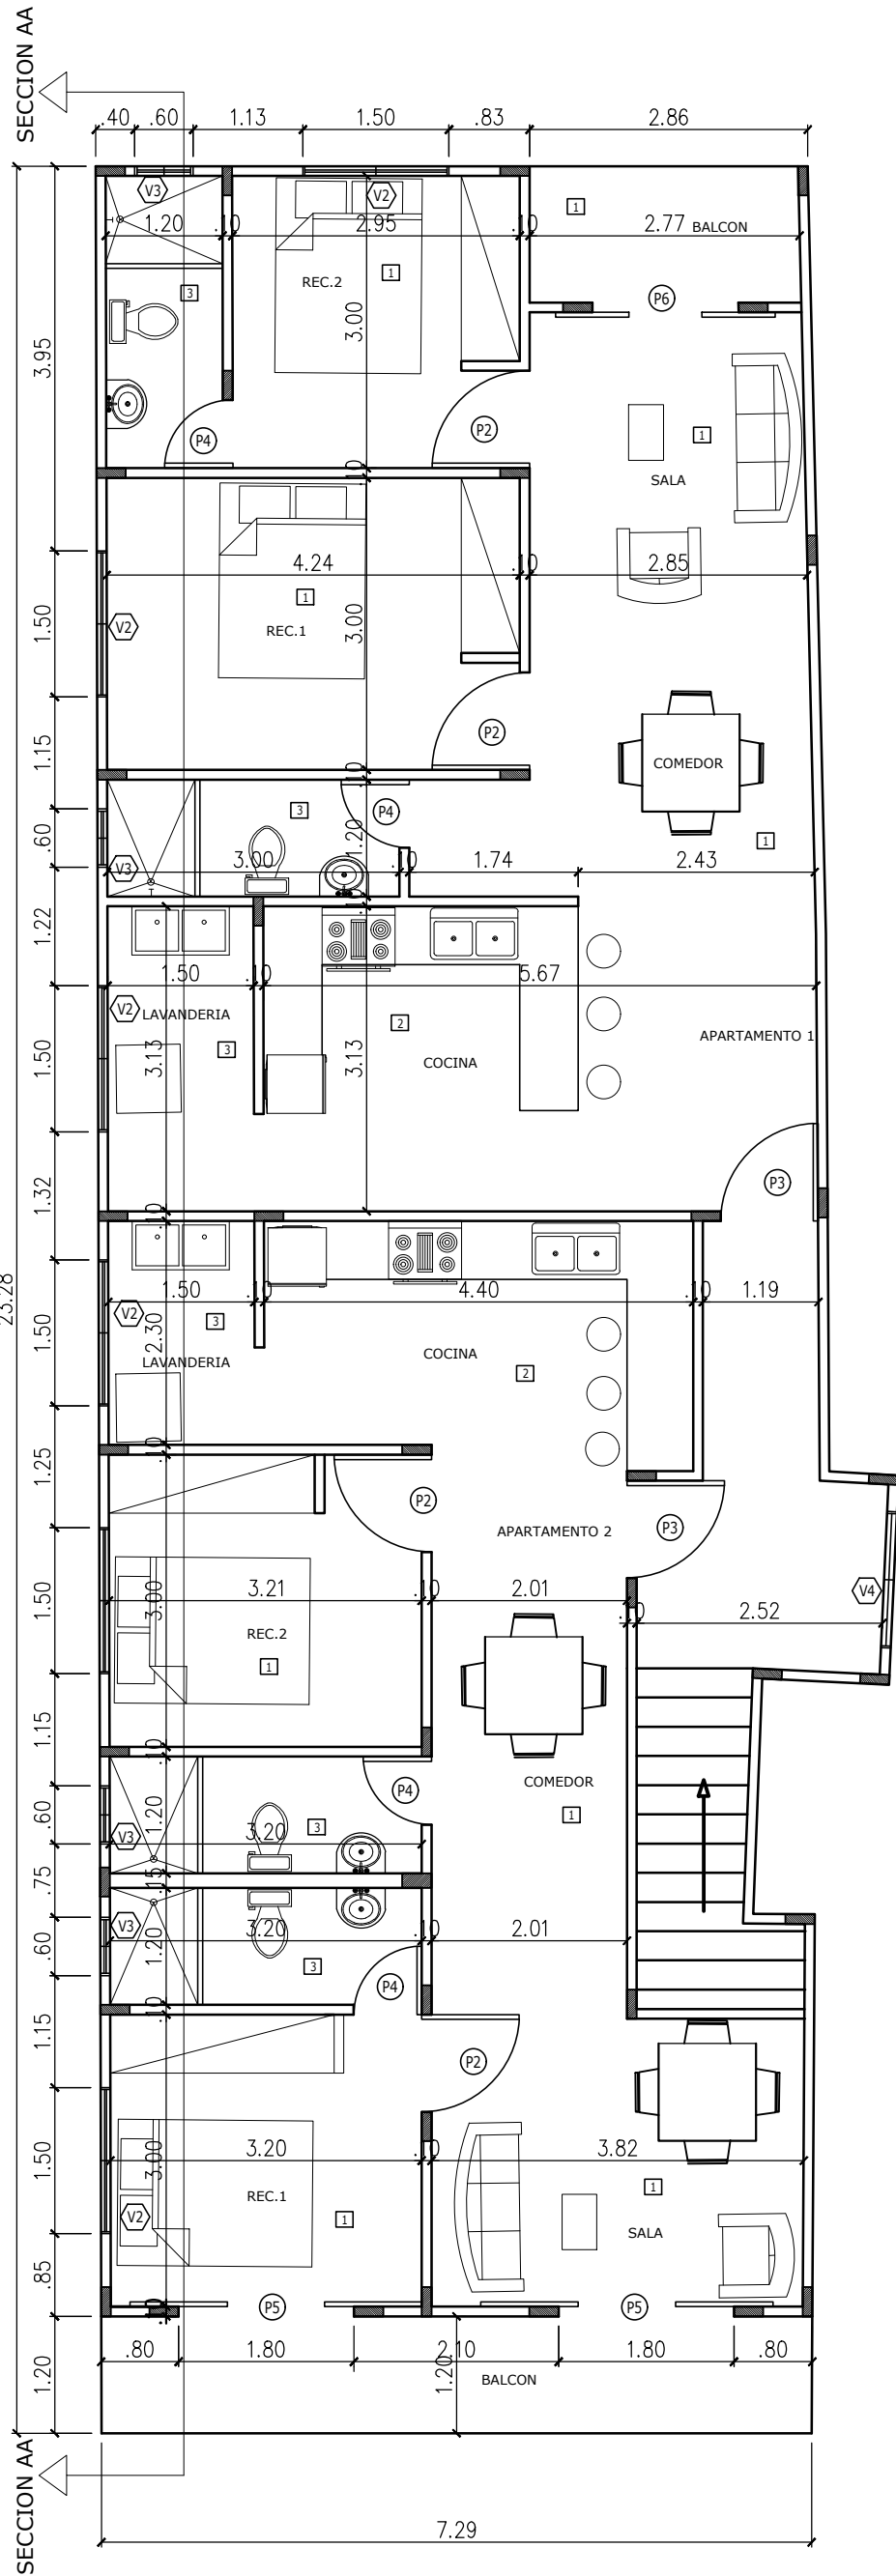 SECCION AA
.40 .60 1.13 1.50 .83 2.86
V3 V2 1
1.20 .10 2.95 .10 2.77 BALCON
REC.2 1
3 P6
3.00
3.95
P4 P2 1
SALA
.10
4.24 .10 2.85
1
V2 REC.1 3.00
1.50
P2
COMEDOR
1.15
.10
3 P4
1
.60 1.20
V3 3.00 .10 1.74 2.43
.10
1.22
1.50 .10 5.67
V2 LAVANDERIA 2
3 APARTAMENTO 1
1.50 3.13 3.13 COCINA
P3
1.32
.10
23.28
1.50 .10 4.40 .10 1.19
V2 3
1.50 2.30
LAVANDERIA COCINA 2
.10
1.25
P2
APARTAMENTO 2 P3
3.21 .10 2.01 V4
1.50 3.00 .10 2.52
REC.2
1
1.15
.10
COMEDOR
P4
.60 1.20 3 1
V3 3.20
.75 .15
V3 3.20 .10 2.01
.60 1.20
3 P4
.10
1.15
P2
3.20 .10 3.82
1.50 3.00
REC.1 1
V2 1 SALA
.85
P5 P5
.10
.80 1.80 2.10 1.80 .80
1.20 1.20 BALCON
SECCION AA
7.29